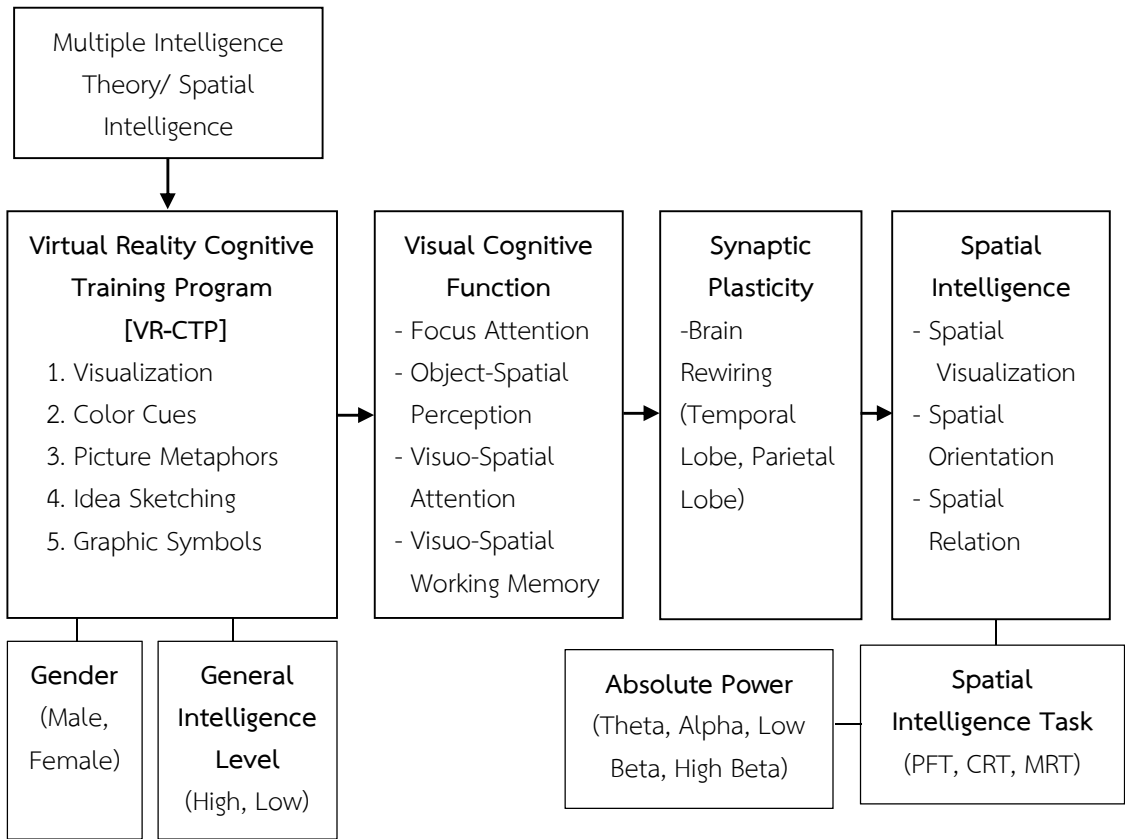 Multiple Intelligence
Theory/ Spatial
Intelligence
Virtual Reality Cognitive
Training Program
[VR-CTP]
1. Visualization
2. Color Cues
3. Picture Metaphors
4. Idea Sketching
5. Graphic Symbols
Visual Cognitive
Function
- Focus Attention
- Object-Spatial
Perception
- Visuo-Spatial
Attention
- Visuo-Spatial
Working Memory
Synaptic
Plasticity
-Brain
Rewiring
(Temporal
Lobe, Parietal
Lobe)
Spatial
Intelligence
- Spatial
Visualization
- Spatial
Orientation
- Spatial
Relation
Gender
(Male,
Female)
General
Intelligence
Level
(High, Low)
Absolute Power
(Theta, Alpha, Low
Beta, High Beta)
Spatial
Intelligence Task
(PFT, CRT, MRT)